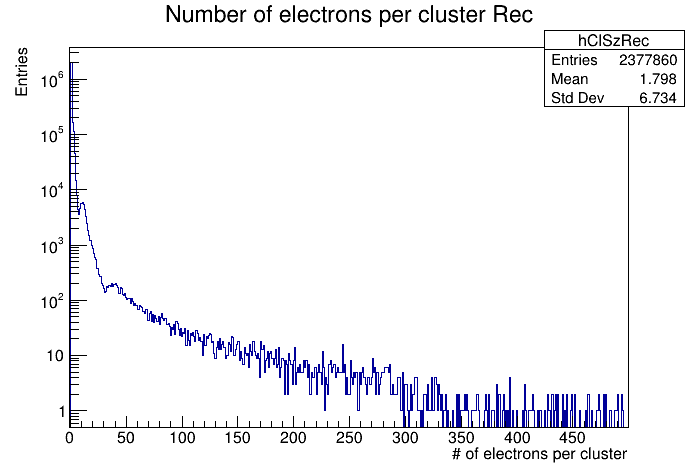 Number of electrons per cluster Rec
hClSzRec
Entries 2377860
Mean 1.798
Std Dev 6.734
Entries
10^6
10^5
10^4
10^3
10^2
10
1
0 50 100 150 200 250 300 350 400 450
# of electrons per cluster